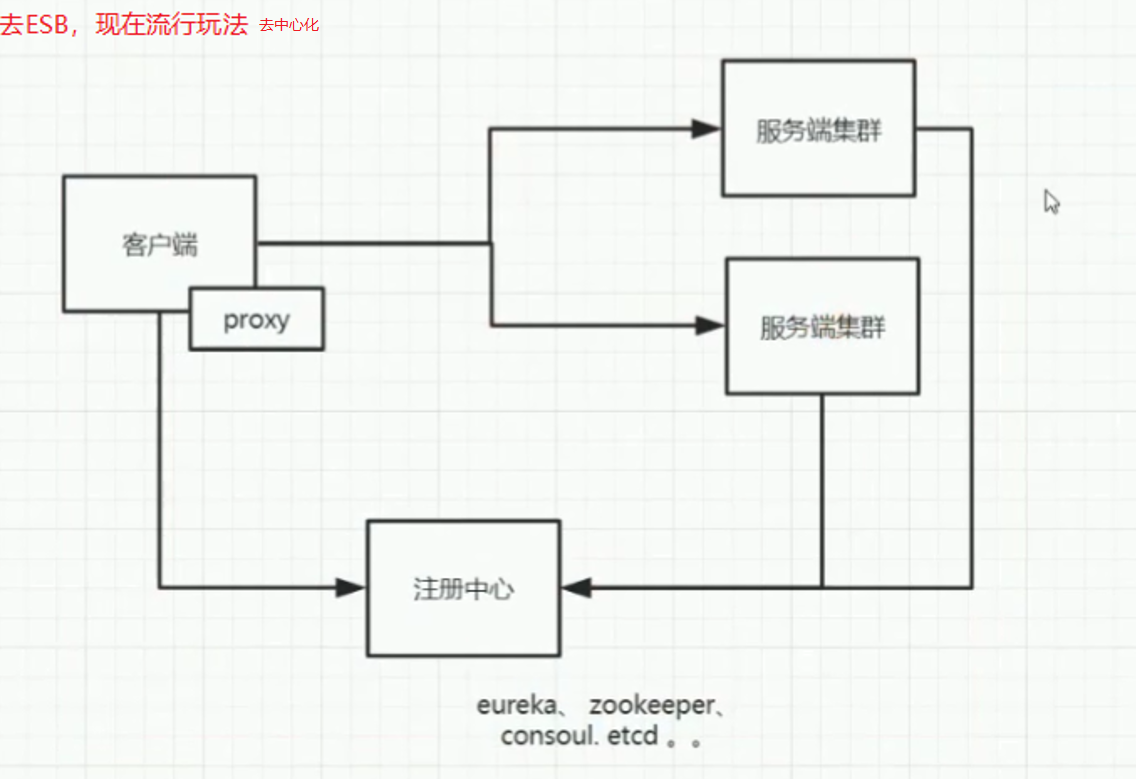 去ESB，现在流行玩法 去中心化
服务端集群
客户端
proxy
服务端集群
注册中心
eureka、 zookeeper、
consoul. etcd 。。